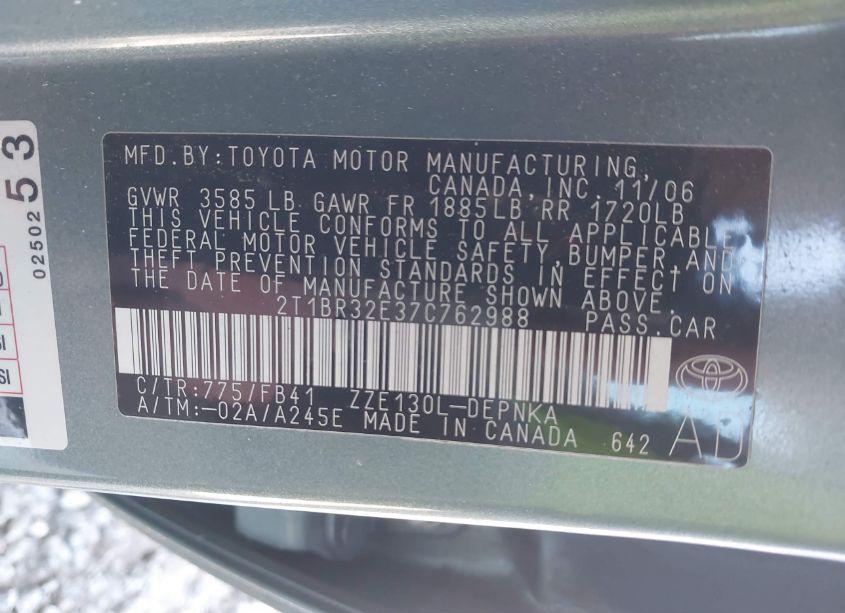 MFD.BY:TOYOTA MOTOR MANUFACTURING,
CANADA, INC. 11/06
GVWR 3585 LB GAWR FR 1885LB RR 1720LB
THIS VEHICLE CONFORMS TO ALL APPLICABLE
FEDERAL MOTOR VEHICLE SAFETY, BUMPER AND
THEFT PREVENTION STANDARDS IN EFFECT ON
THE DATE OF MANUFACTURE SHOWN ABOVE.
2T1BR32E37C762988 PASS.CAR
C/TR:775/FB41 ZZE130L-DEPNKA
A/TM:-02A/A245E MADE IN CANADA 642
AD
02502 53
SI